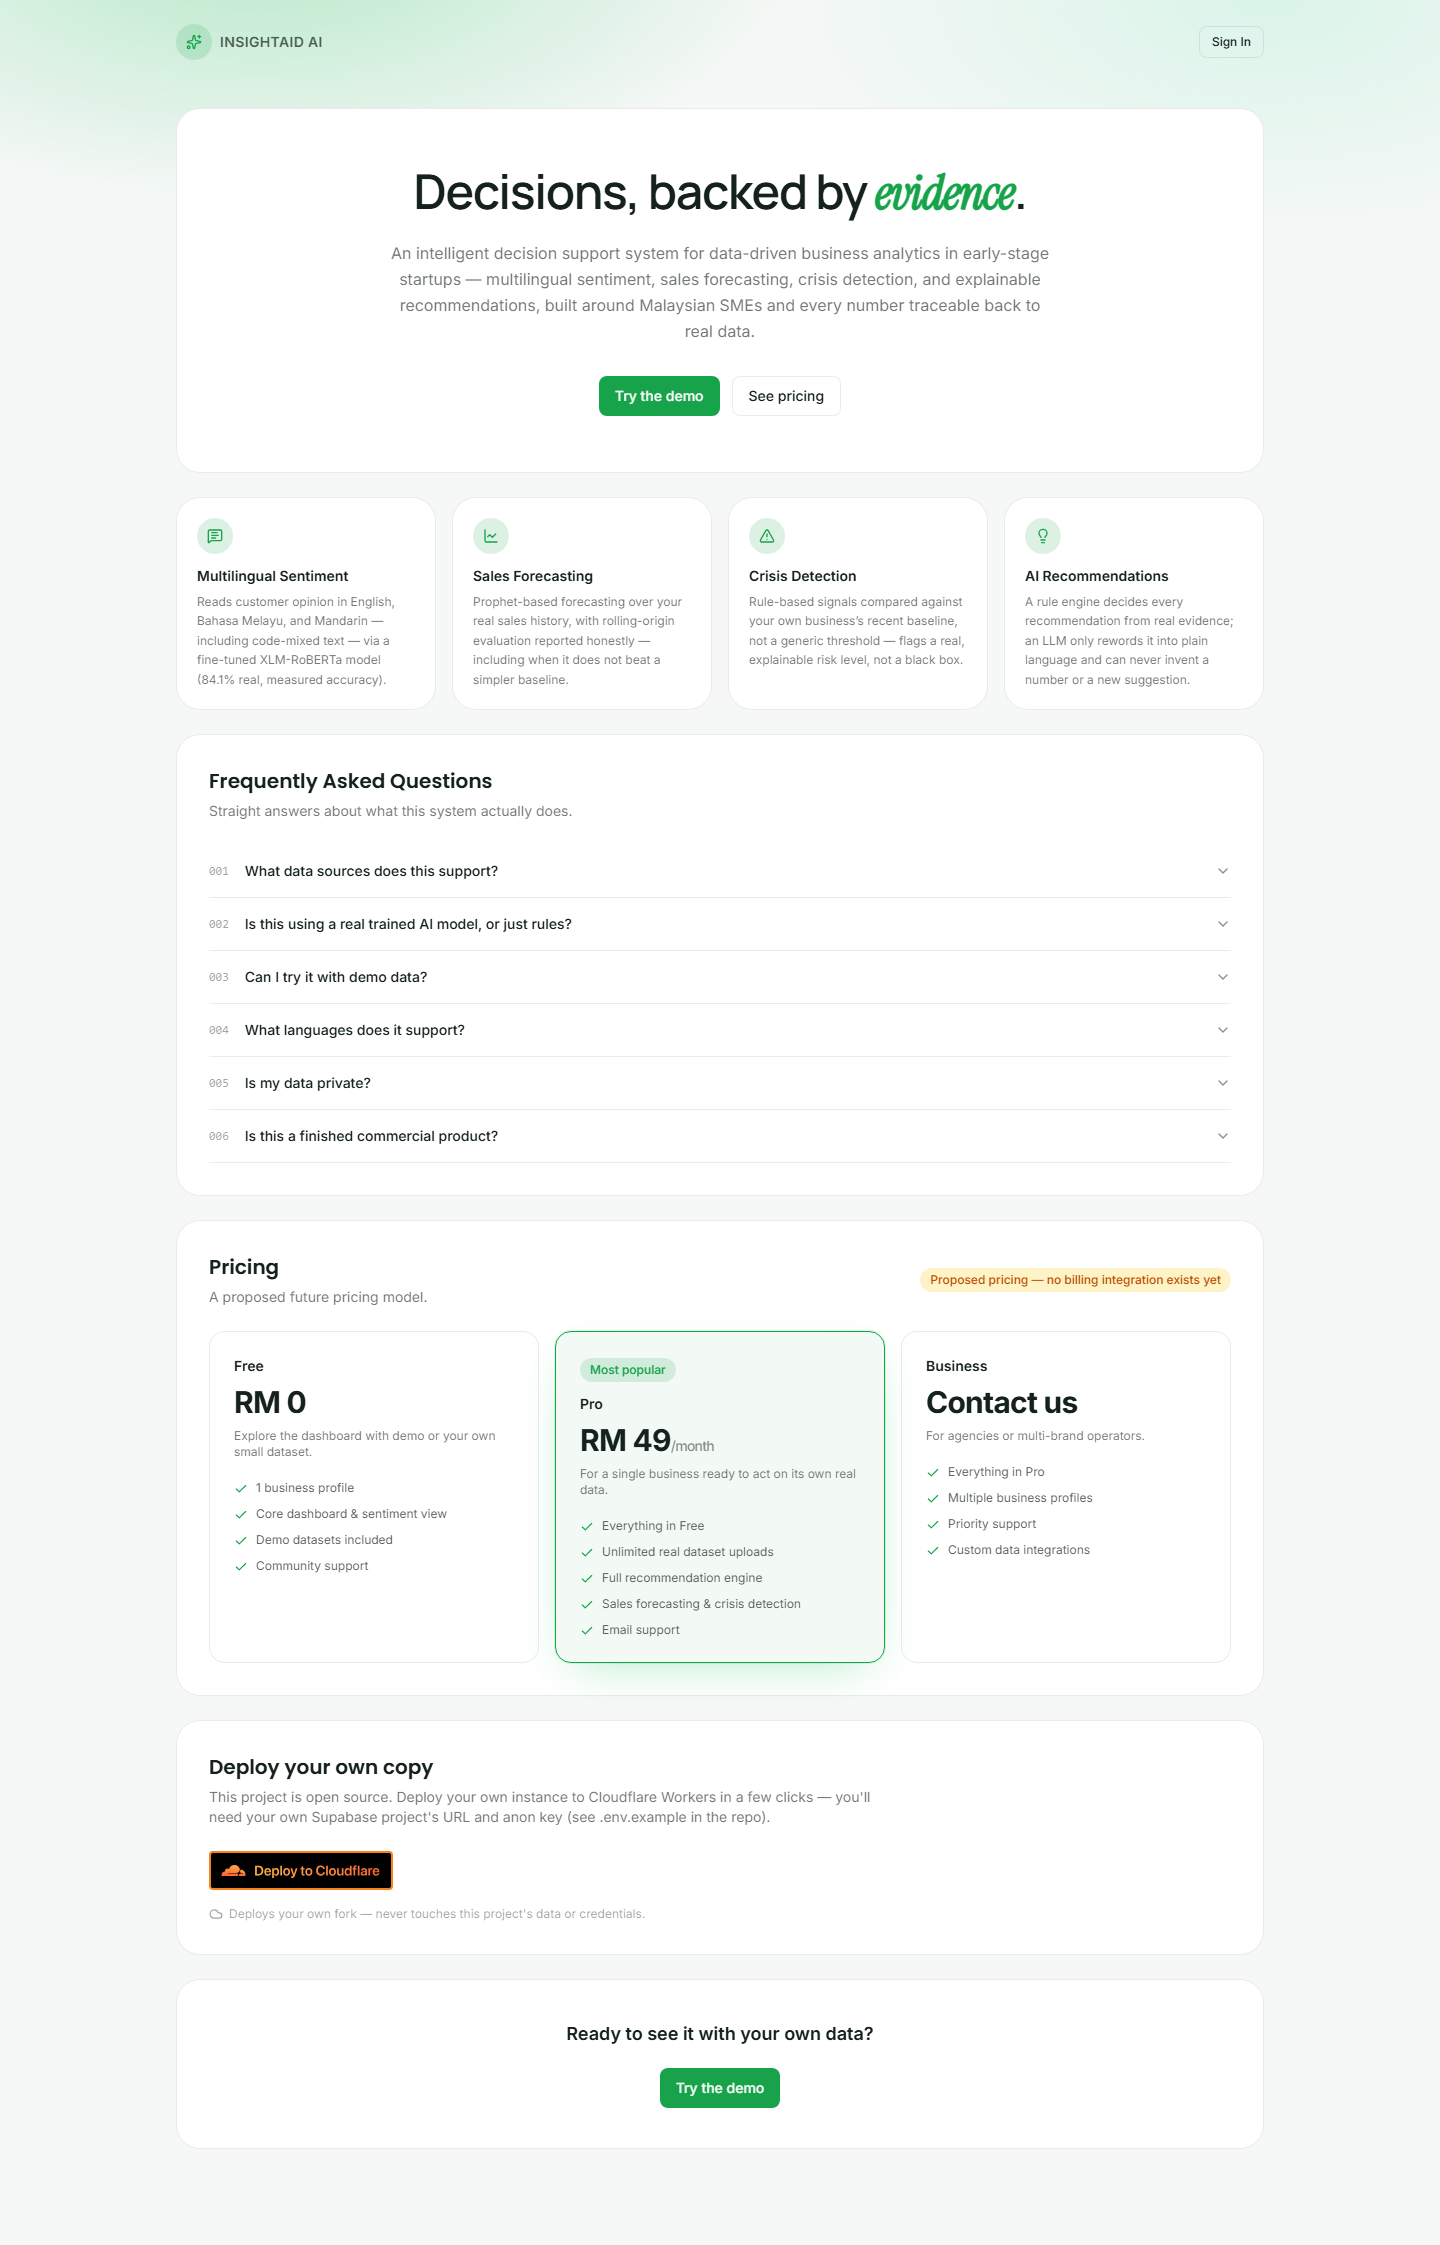 INSIGHTAID AI
Sign In
Decisions, backed by evidence.
An intelligent decision support system for data-driven business analytics in early-stage
startups — multilingual sentiment, sales forecasting, crisis detection, and explainable
recommendations, built around Malaysian SMEs and every number traceable back to
real data.
Try the demo
See pricing
Multilingual Sentiment
Reads customer opinion in English,
Bahasa Melayu, and Mandarin —
including code-mixed text — via a
fine-tuned XLM-RoBERTa model
(84.1% real, measured accuracy).
Sales Forecasting
Prophet-based forecasting over your
real sales history, with rolling-origin
evaluation reported honestly —
including when it does not beat a
simpler baseline.
Crisis Detection
Rule-based signals compared against
your own business’s recent baseline,
not a generic threshold — flags a real,
explainable risk level, not a black box.
AI Recommendations
A rule engine decides every
recommendation from real evidence;
an LLM only rewords it into plain
language and can never invent a
number or a new suggestion.
Frequently Asked Questions
Straight answers about what this system actually does.
001 What data sources does this support?
002 Is this using a real trained AI model, or just rules?
003 Can I try it with demo data?
004 What languages does it support?
005 Is my data private?
006 Is this a finished commercial product?
Pricing
A proposed future pricing model.
Proposed pricing — no billing integration exists yet
Free
RM 0
Explore the dashboard with demo or your own
small dataset.
1 business profile
Core dashboard & sentiment view
Demo datasets included
Community support
Most popular
Pro
RM 49/month
For a single business ready to act on its own real
data.
Everything in Free
Unlimited real dataset uploads
Full recommendation engine
Sales forecasting & crisis detection
Email support
Business
Contact us
For agencies or multi-brand operators.
Everything in Pro
Multiple business profiles
Priority support
Custom data integrations
Deploy your own copy
This project is open source. Deploy your own instance to Cloudflare Workers in a few clicks — you'll
need your own Supabase project's URL and anon key (see .env.example in the repo).
Deploy to Cloudflare
Deploys your own fork — never touches this project's data or credentials.
Ready to see it with your own data?
Try the demo